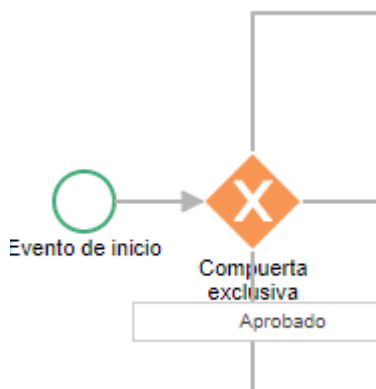 Evento de inicio
Compuerta
exclusiva
Aprobado